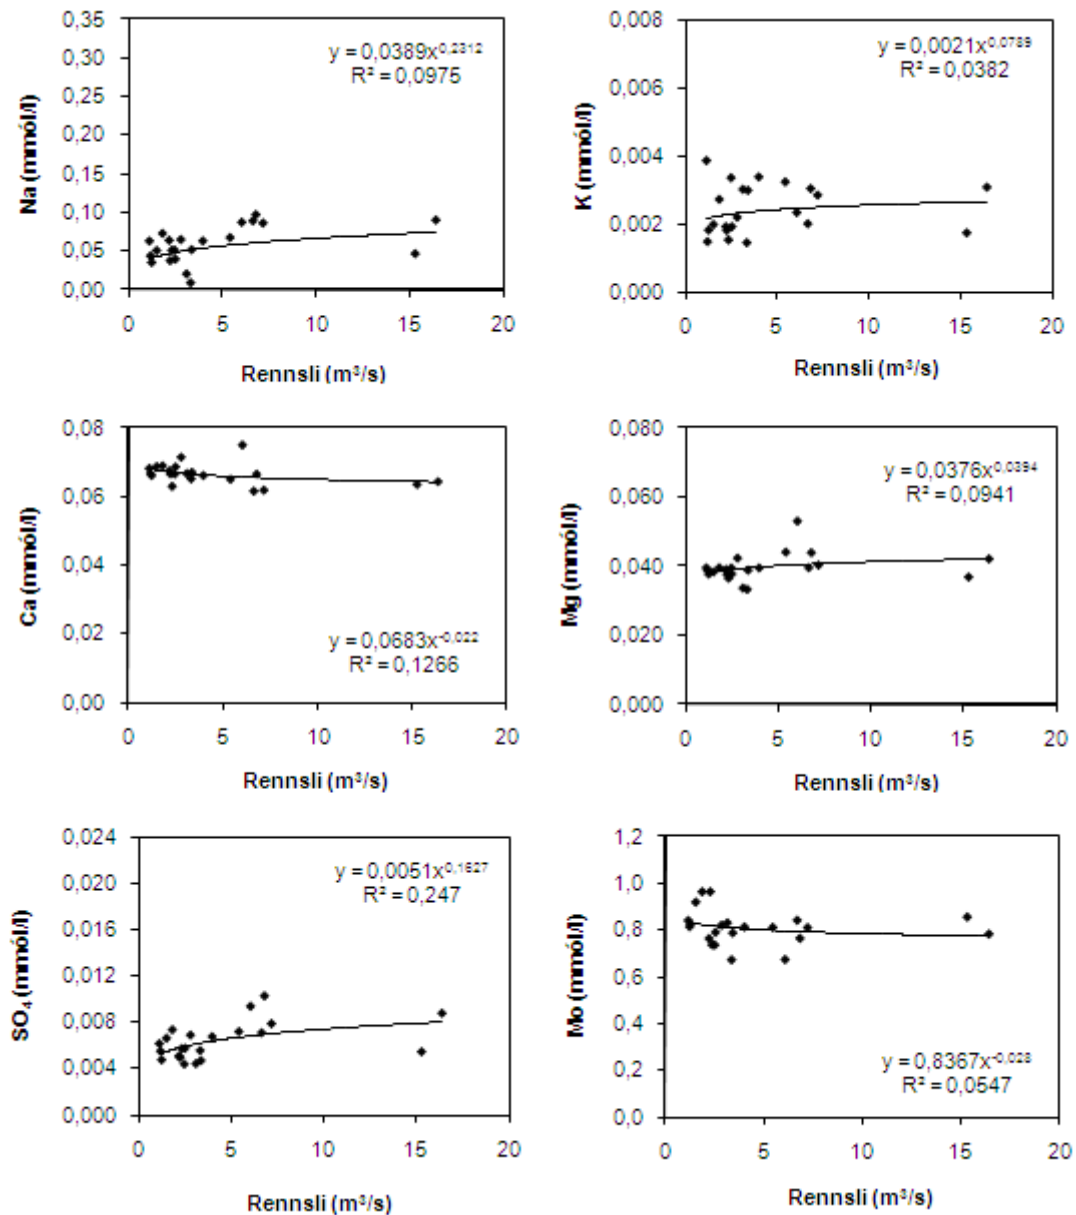 0,35
0,30
0,25
0,20
0,15
0,10
0,05
0,00
Na (mmól/l)
y = 0,0389x^0,2312
R² = 0,0975
0 5 10 15 20
Rennsli (m³/s)
0,008
0,006
0,004
0,002
0,000
K (mmól/l)
y = 0,0021x^0,0789
R² = 0,0382
0 5 10 15 20
Rennsli (m³/s)
0,08
0,06
0,04
0,02
0,00
Ca (mmól/l)
y = 0,0683x^-0,022
R² = 0,1266
0 5 10 15 20
Rennsli (m³/s)
0,080
0,060
0,040
0,020
0,000
Mg (mmól/l)
y = 0,0376x^0,0394
R² = 0,0941
0 5 10 15 20
Rennsli (m³/s)
0,024
0,020
0,016
0,012
0,008
0,004
0,000
SO₄ (mmól/l)
y = 0,0051x^0,1627
R² = 0,247
0 5 10 15 20
Rennsli (m³/s)
1,2
1,0
0,8
0,6
0,4
0,2
0,0
Mo (mmól/l)
y = 0,8367x^-0,028
R² = 0,0547
0 5 10 15 20
Rennsli (m³/s)